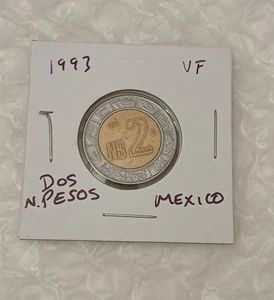 1993 VF
N$2
DOS
N. PESOS MEXICO